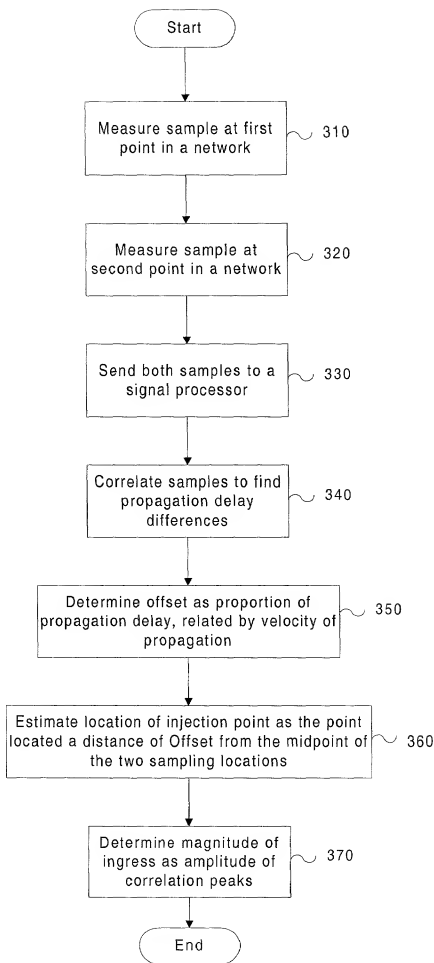 Start
Measure sample at first
point in a network
310
Measure sample at
second point in a network
320
Send both samples to a
signal processor
330
Correlate samples to find
propagation delay
differences
340
Determine offset as proportion of
propagation delay, related by velocity of
propagation
350
Estimate location of injection point as the point
located a distance of Offset from the midpoint of
the two sampling locations
360
Determine magnitude of
ingress as amplitude of
correlation peaks
370
End